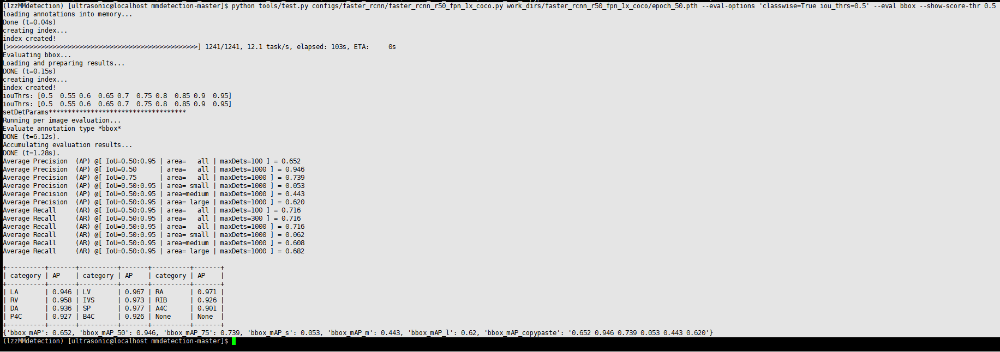 (lzzMMdetection) [ultrasonic@localhost mmdetection-master]$ python tools/test.py configs/faster_rcnn/faster_rcnn_r50_fpn_1x_coco.py work_dirs/faster_rcnn_r50_fpn_1x_coco/epoch_50.pth --eval-options 'classwise=True iou_thrs=0.5' --eval bbox --show-score-thr 0.5
loading annotations into memory...
Done (t=0.04s)
creating index...
index created!
[>>>>>>>>>>>>>>>>>>>>>>>>>>>>>>>>>>>>>>>>>>>>>>>>>>] 1241/1241, 12.1 task/s, elapsed: 103s, ETA:     0s
Evaluating bbox...
Loading and preparing results...
DONE (t=0.15s)
creating index...
index created!
iouThrs: [0.5  0.55 0.6  0.65 0.7  0.75 0.8  0.85 0.9  0.95]
iouThrs: [0.5  0.55 0.6  0.65 0.7  0.75 0.8  0.85 0.9  0.95]
setDetParams************************************
Running per image evaluation...
Evaluate annotation type *bbox*
DONE (t=6.12s).
Accumulating evaluation results...
DONE (t=1.28s).
Average Precision  (AP) @[ IoU=0.50:0.95 | area=   all | maxDets=100 ] = 0.652
Average Precision  (AP) @[ IoU=0.50      | area=   all | maxDets=1000 ] = 0.946
Average Precision  (AP) @[ IoU=0.75      | area=   all | maxDets=1000 ] = 0.739
Average Precision  (AP) @[ IoU=0.50:0.95 | area= small | maxDets=1000 ] = 0.053
Average Precision  (AP) @[ IoU=0.50:0.95 | area=medium | maxDets=1000 ] = 0.443
Average Precision  (AP) @[ IoU=0.50:0.95 | area= large | maxDets=1000 ] = 0.620
Average Recall     (AR) @[ IoU=0.50:0.95 | area=   all | maxDets=100 ] = 0.716
Average Recall     (AR) @[ IoU=0.50:0.95 | area=   all | maxDets=300 ] = 0.716
Average Recall     (AR) @[ IoU=0.50:0.95 | area=   all | maxDets=1000 ] = 0.716
Average Recall     (AR) @[ IoU=0.50:0.95 | area= small | maxDets=1000 ] = 0.062
Average Recall     (AR) @[ IoU=0.50:0.95 | area=medium | maxDets=1000 ] = 0.608
Average Recall     (AR) @[ IoU=0.50:0.95 | area= large | maxDets=1000 ] = 0.682
+----------+-------+----------+-------+----------+-------+
| category | AP    | category | AP    | category | AP    |
+----------+-------+----------+-------+----------+-------+
| LA       | 0.946 | LV       | 0.967 | RA       | 0.971 |
| RV       | 0.958 | IVS      | 0.973 | RIB      | 0.926 |
| DA       | 0.936 | SP       | 0.977 | A4C      | 0.901 |
| P4C      | 0.927 | B4C      | 0.926 | None     | None  |
+----------+-------+----------+-------+----------+-------+
{'bbox_mAP': 0.652, 'bbox_mAP_50': 0.946, 'bbox_mAP_75': 0.739, 'bbox_mAP_s': 0.053, 'bbox_mAP_m': 0.443, 'bbox_mAP_l': 0.62, 'bbox_mAP_copypaste': '0.652 0.946 0.739 0.053 0.443 0.620'}
(lzzMMdetection) [ultrasonic@localhost mmdetection-master]$